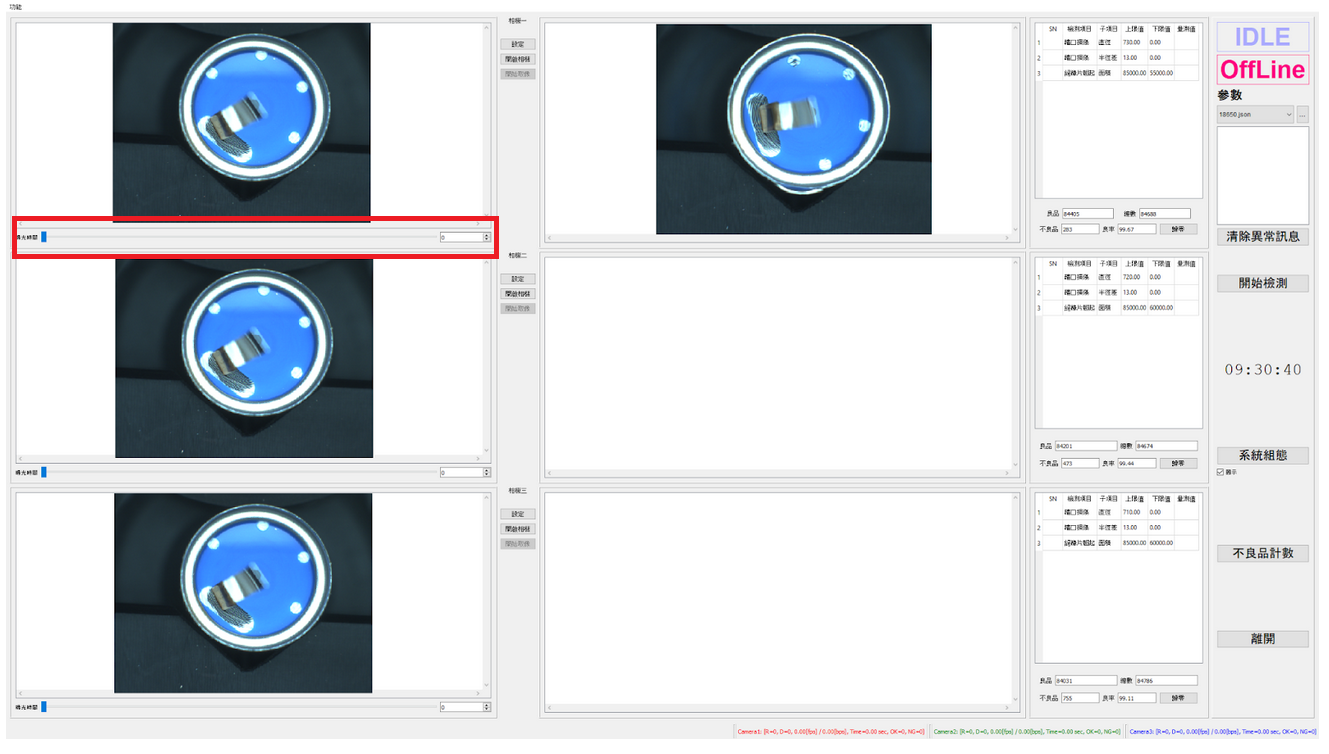 功能
相機一
設定
開啟相機
開始取像
曝光時間
0
SN 檢測項目 子項目 上限值 下限值 量測值
1 槽口損傷 直徑 730.00 0.00
2 槽口損傷 半徑差 13.00 0.00
3 絕緣片翹起 面積 85000.00 55000.00
良品 84405 總數 84688
不良品 283 良率 99.67 歸零
相機二
設定
開啟相機
開始取像
曝光時間
0
SN 檢測項目 子項目 上限值 下限值 量測值
1 槽口損傷 直徑 720.00 0.00
2 槽口損傷 半徑差 13.00 0.00
3 絕緣片翹起 面積 85000.00 60000.00
良品 84201 總數 84674
不良品 473 良率 99.44 歸零
相機三
設定
開啟相機
開始取像
曝光時間
0
SN 檢測項目 子項目 上限值 下限值 量測值
1 槽口損傷 直徑 710.00 0.00
2 槽口損傷 半徑差 13.00 0.00
3 絕緣片翹起 面積 85000.00 60000.00
良品 84031 總數 84786
不良品 755 良率 99.11 歸零
IDLE
OffLine
參數
18650.json
...
清除異常訊息
開始檢測
09:30:40
系統組態
顯示
不良品計數
離開
Camera1: [R=0, D=0, 0.00[fps] / 0.00[bps], Time=0.00 sec, OK=0, NG=0]
Camera2: [R=0, D=0, 0.00[fps] / 0.00[bps], Time=0.00 sec, OK=0, NG=0]
Camera3: [R=0, D=0, 0.00[fps] / 0.00[bps], Time=0.00 sec, OK=0, NG=0]